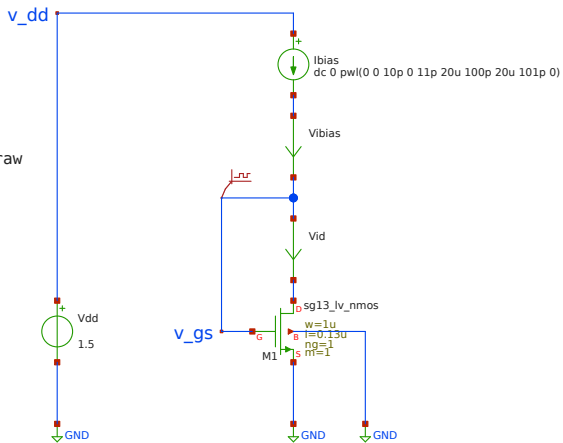 v_dd
+
Ibias
dc 0 pwl(0 0 10p 0 11p 20u 100p 20u 101p 0)
Vibias
raw
Vid
+
Vdd
1.5
D
sg13_lv_nmos
v_gs
G
B
w=1u
l=0.13u
ng=1
S
m=1
M1
GND
GND
GND